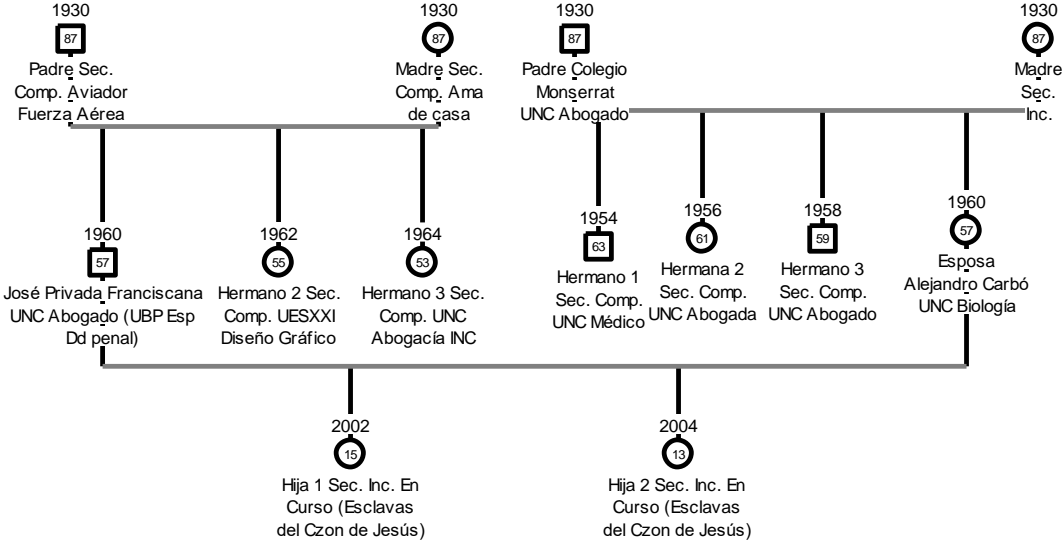 1930
87
Padre Sec.
Comp. Aviador
Fuerza Aérea
1930
87
Madre Sec.
Comp. Ama
de casa
1930
87
Padre Colegio
Monserrat
UNC Abogado
1930
87
Madre
Sec.
Inc.
1960
57
José Privada Franciscana
UNC Abogado (UBP Esp
Dd penal)
1962
55
Hermano 2 Sec.
Comp. UESXXI
Diseño Gráfico
1964
53
Hermano 3 Sec.
Comp. UNC
Abogacía INC
1954
63
Hermano 1
Sec. Comp.
UNC Médico
1956
61
Hermana 2
Sec. Comp.
UNC Abogada
1958
59
Hermano 3
Sec. Comp.
UNC Abogado
1960
57
Esposa
Alejandro Carbó
UNC Biología
2002
15
Hija 1 Sec. Inc. En
Curso (Esclavas
del Czon de Jesús)
2004
13
Hija 2 Sec. Inc. En
Curso (Esclavas
del Czon de Jesús)